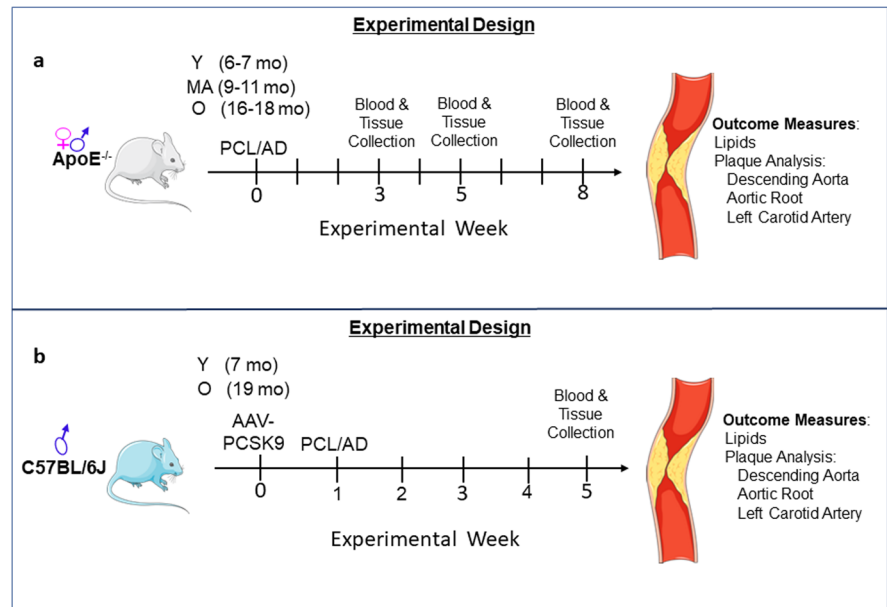 Experimental Design
a
Y (6-7 mo)
MA (9-11 mo)
O (16-18 mo)
ApoE-/-
PCL/AD
Blood &
Tissue
Collection
Blood &
Tissue
Collection
Blood &
Tissue
Collection
0 3 5 8
Experimental Week
Outcome Measures:
Lipids
Plaque Analysis:
Descending Aorta
Aortic Root
Left Carotid Artery
Experimental Design
b
Y (7 mo)
O (19 mo)
C57BL/6J
AAV-
PCSK9
PCL/AD
Blood &
Tissue
Collection
0 1 2 3 4 5
Experimental Week
Outcome Measures:
Lipids
Plaque Analysis:
Descending Aorta
Aortic Root
Left Carotid Artery